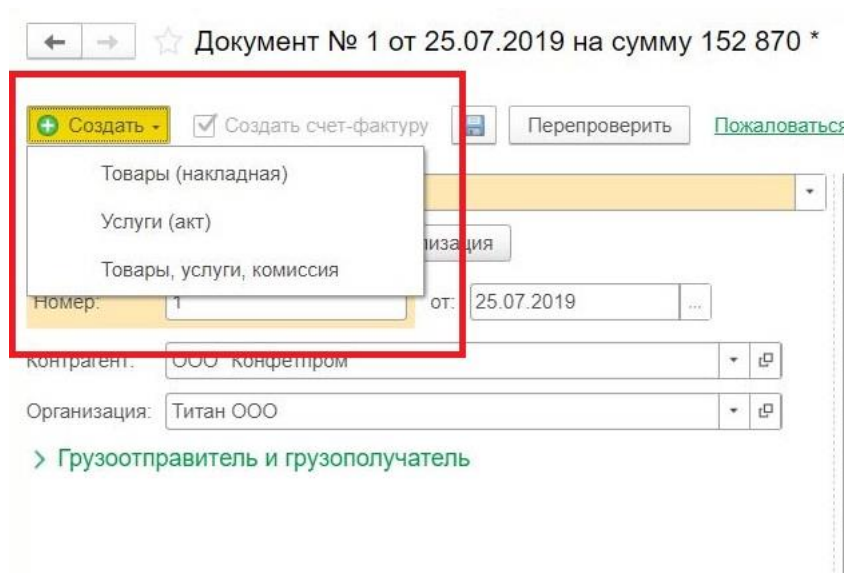 Документ № 1 от 25.07.2019 на сумму 152 870 *
Создать Создать счет-фактуру Перепроверить Пожаловаться
Товары (накладная)
Услуги (акт)
лизация
Товары, услуги, комиссия
Номер: 1 от: 25.07.2019 ...
Контрагент: ООО "Конфетпром"
Организация: Титан ООО
Грузоотправитель и грузополучатель